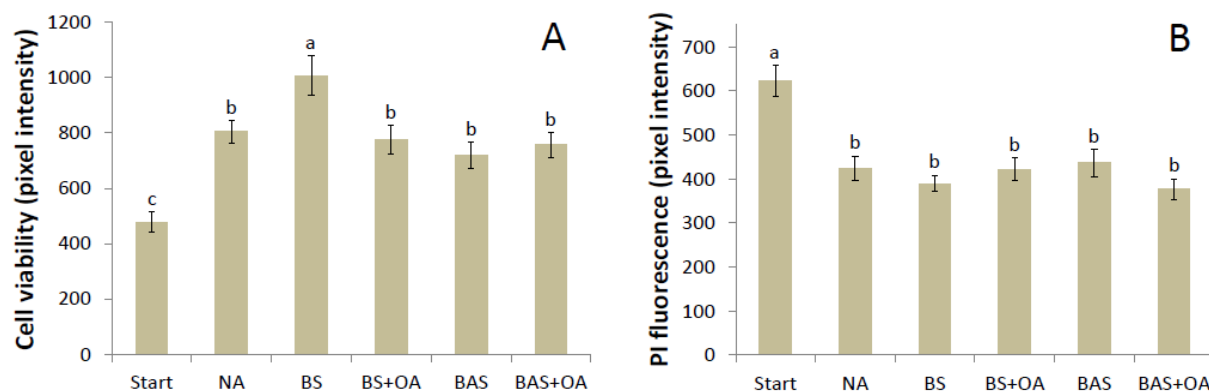 A
Cell viability (pixel intensity)
1200
1000
800
600
400
200
0
c
b
a
b
b
b
Start NA BS BS+OA BAS BAS+OA
B
PI fluorescence (pixel intensity)
700
600
500
400
300
200
100
0
a
b
b
b
b
b
Start NA BS BS+OA BAS BAS+OA